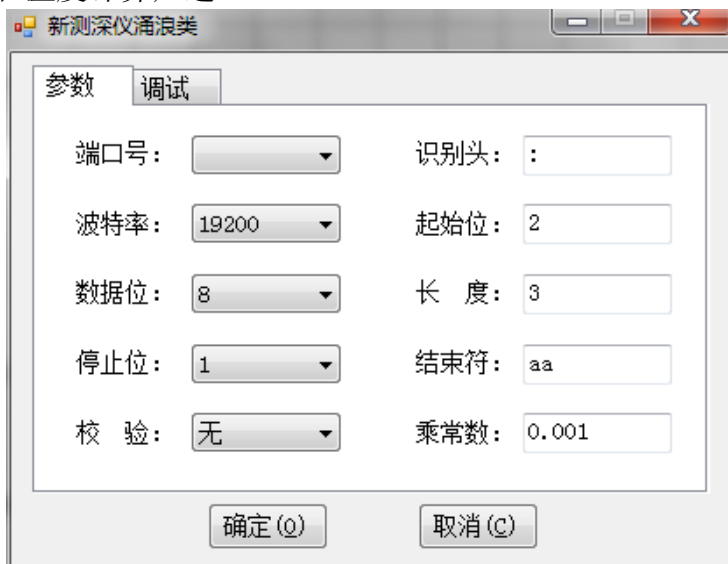 新测深仪涌浪类
参数 调试
端口号： 识别头： :
波特率： 19200 起始位： 2
数据位： 8 长 度： 3
停止位： 1 结束符： aa
校 验： 无 乘常数： 0.001
确定(O) 取消(C)